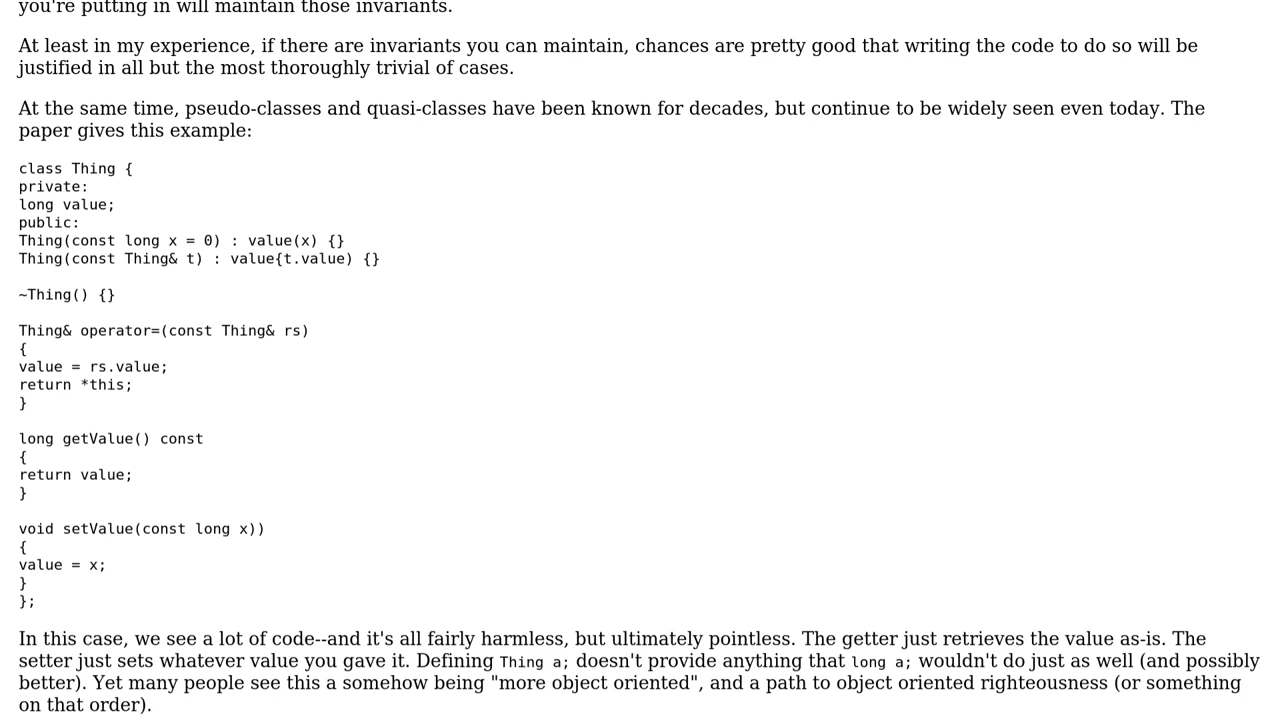 you're putting in will maintain those invariants.
At least in my experience, if there are invariants you can maintain, chances are pretty good that writing the code to do so will be
justified in all but the most thoroughly trivial of cases.
At the same time, pseudo-classes and quasi-classes have been known for decades, but continue to be widely seen even today. The
paper gives this example:
class Thing {
private:
long value;
public:
Thing(const long x = 0) : value(x) {}
Thing(const Thing& t) : value{t.value) {}
~Thing() {}
Thing& operator=(const Thing& rs)
{
value = rs.value;
return *this;
}
long getValue() const
{
return value;
}
void setValue(const long x))
{
value = x;
}
};
In this case, we see a lot of code--and it's all fairly harmless, but ultimately pointless. The getter just retrieves the value as-is. The
setter just sets whatever value you gave it. Defining Thing a; doesn't provide anything that long a; wouldn't do just as well (and possibly
better). Yet many people see this a somehow being "more object oriented", and a path to object oriented righteousness (or something
on that order).